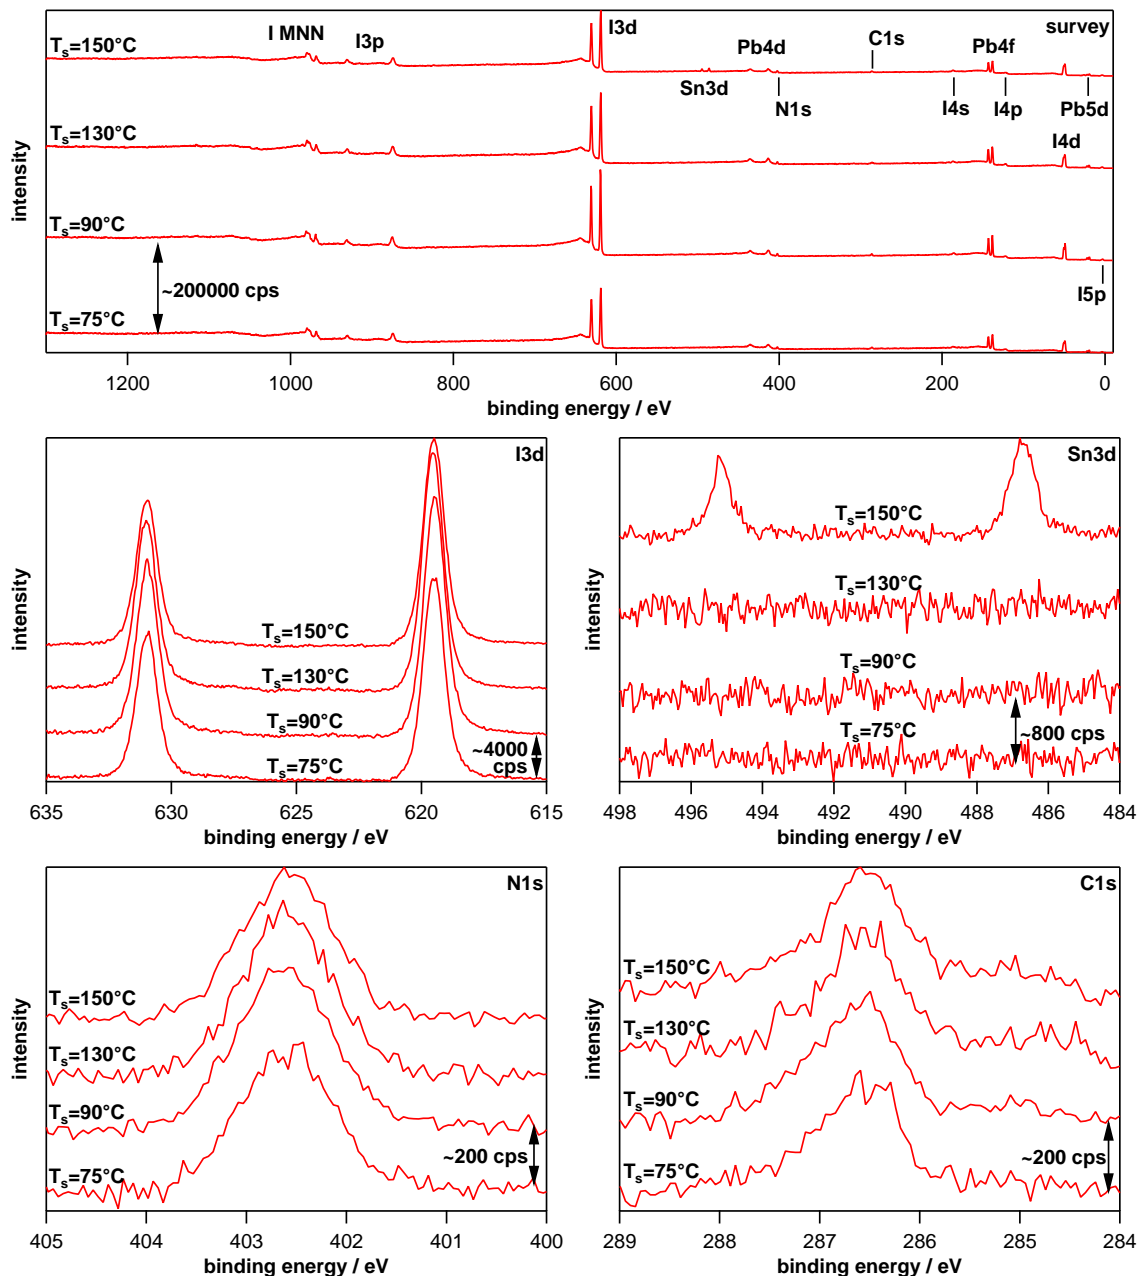 survey
I MNN
I3p
I3d
Pb4d
C1s
Pb4f
Sn3d
N1s
I4s
I4p
Pb5d
I4d
I5p
Tₛ=150°C
Tₛ=130°C
Tₛ=90°C
~200000 cps
Tₛ=75°C
intensity
1200 1000 800 600 400 200 0
binding energy / eV
I3d
Tₛ=150°C
Tₛ=130°C
Tₛ=90°C
Tₛ=75°C
~4000
cps
intensity
635 630 625 620 615
binding energy / eV
Sn3d
Tₛ=150°C
Tₛ=130°C
Tₛ=90°C
Tₛ=75°C
~800 cps
intensity
498 496 494 492 490 488 486 484
binding energy / eV
N1s
Tₛ=150°C
Tₛ=130°C
Tₛ=90°C
~200 cps
Tₛ=75°C
intensity
405 404 403 402 401 400
binding energy / eV
C1s
Tₛ=150°C
Tₛ=130°C
Tₛ=90°C
~200 cps
Tₛ=75°C
intensity
289 288 287 286 285 284
binding energy / eV